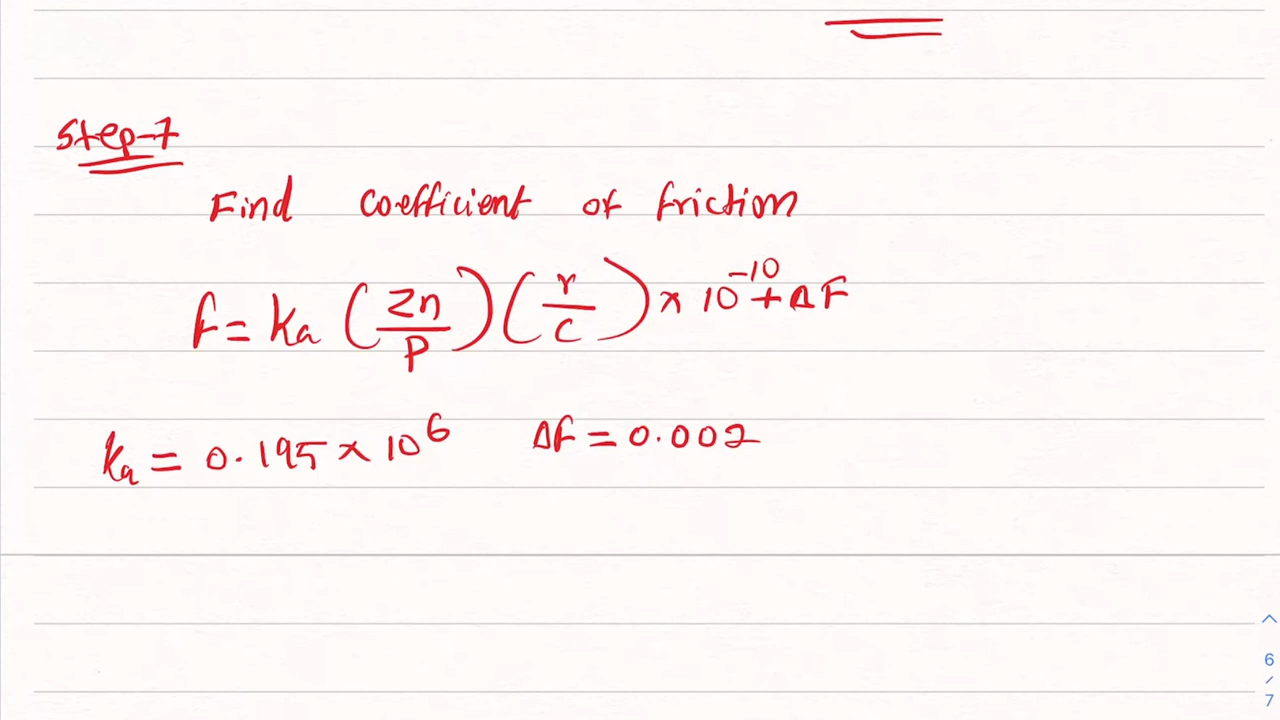 Step-7
Find coefficient of friction
f = Ka (Zn/P) (r/c) × 10^-10 + ΔF
Ka = 0.195 × 10^6 ΔF = 0.002
6
/
7